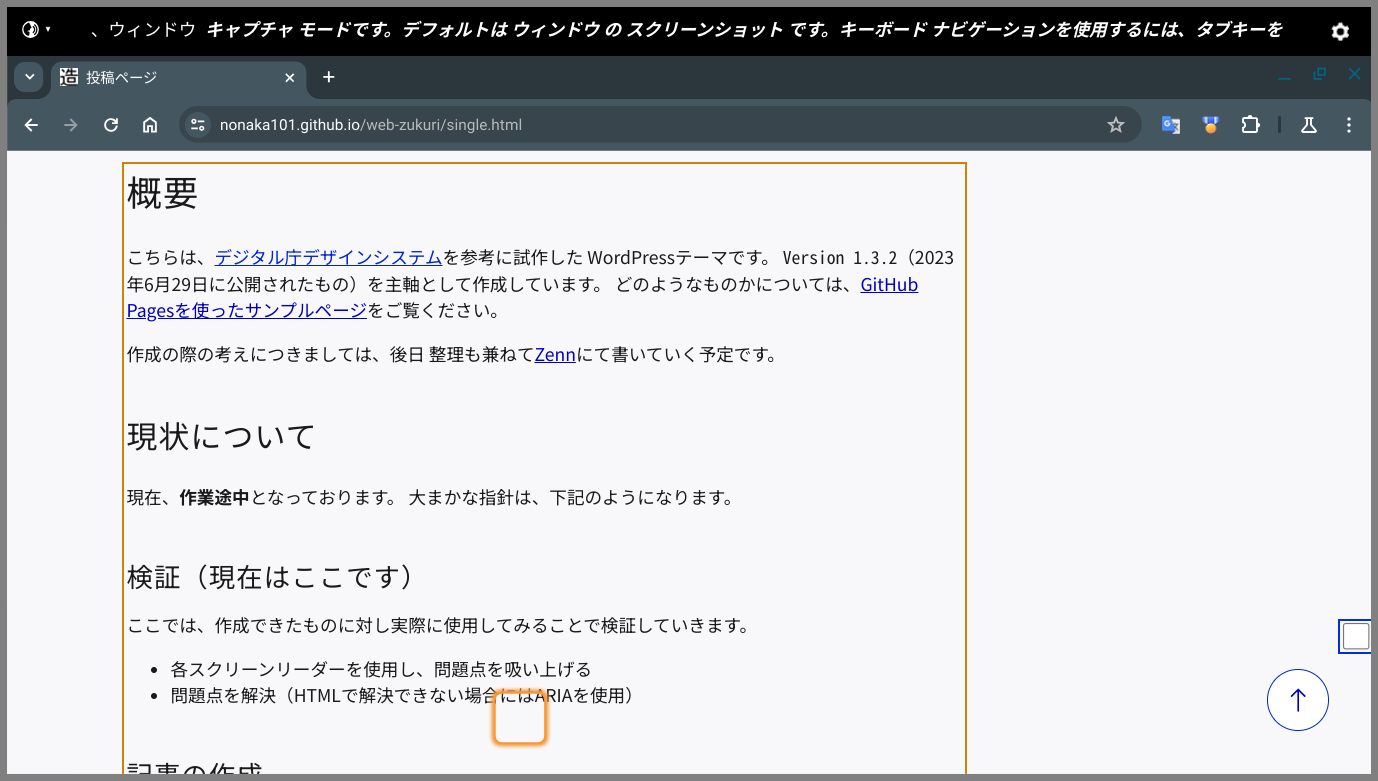 、ウィンドウ キャプチャ モードです。デフォルトは ウィンドウ の スクリーンショット です。キーボード ナビゲーションを使用するには、タブキーを
造 投稿ページ
nonaka101.github.io/web-zukuri/single.html
概要
こちらは、デジタル庁デザインシステムを参考に試作した WordPressテーマです。 Version 1.3.2（2023
年6月29日に公開されたもの）を主軸として作成しています。 どのようなものかについては、GitHub
Pagesを使ったサンプルページをご覧ください。
作成の際の考えにつきましては、後日 整理も兼ねてZennにて書いていく予定です。
現状について
現在、作業途中となっております。 大まかな指針は、下記のようになります。
検証（現在はここです）
ここでは、作成できたものに対し実際に使用してみることで検証していきます。
• 各スクリーンリーダーを使用し、問題点を吸い上げる
• 問題点を解決（HTMLで解決できない場合にはARIAを使用）
記事の作成